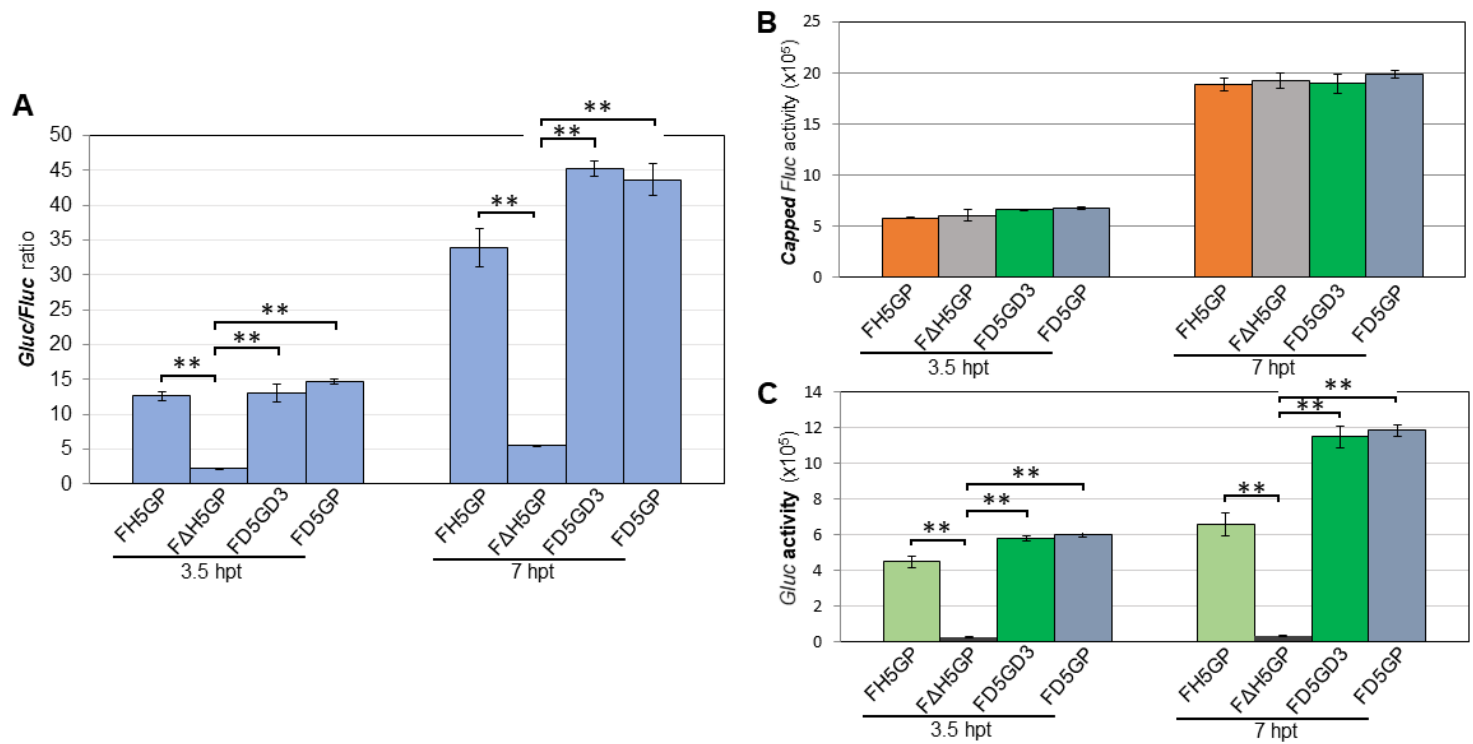 A
Gluc/Fluc ratio
50
45
40
35
30
25
20
15
10
5
0
**
**
**
**
**
**
FH5GP
FΔH5GP
FD5GD3
FD5GP
FH5GP
FΔH5GP
FD5GD3
FD5GP
3.5 hpt
7 hpt
B
Capped Fluc activity (x10⁵)
25
20
15
10
5
0
FH5GP
FΔH5GP
FD5GD3
FD5GP
FH5GP
FΔH5GP
FD5GD3
FD5GP
3.5 hpt
7 hpt
C
Gluc activity (x10⁵)
14
12
10
8
6
4
2
0
**
**
**
**
**
**
FH5GP
FΔH5GP
FD5GD3
FD5GP
FH5GP
FΔH5GP
FD5GD3
FD5GP
3.5 hpt
7 hpt